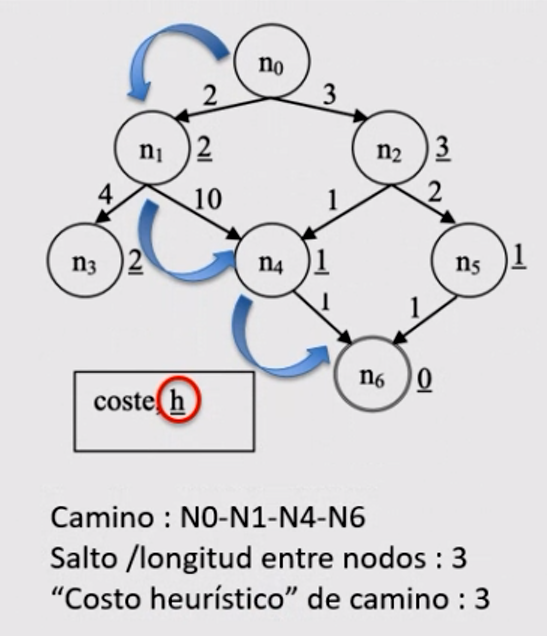 n0
2 3
n1 2 n2 3
4 10 1 2
n3 2 n4 1 n5 1
1 1
n6 0
coste, h
Camino : N0-N1-N4-N6
Salto /longitud entre nodos : 3
“Costo heurístico” de camino : 3